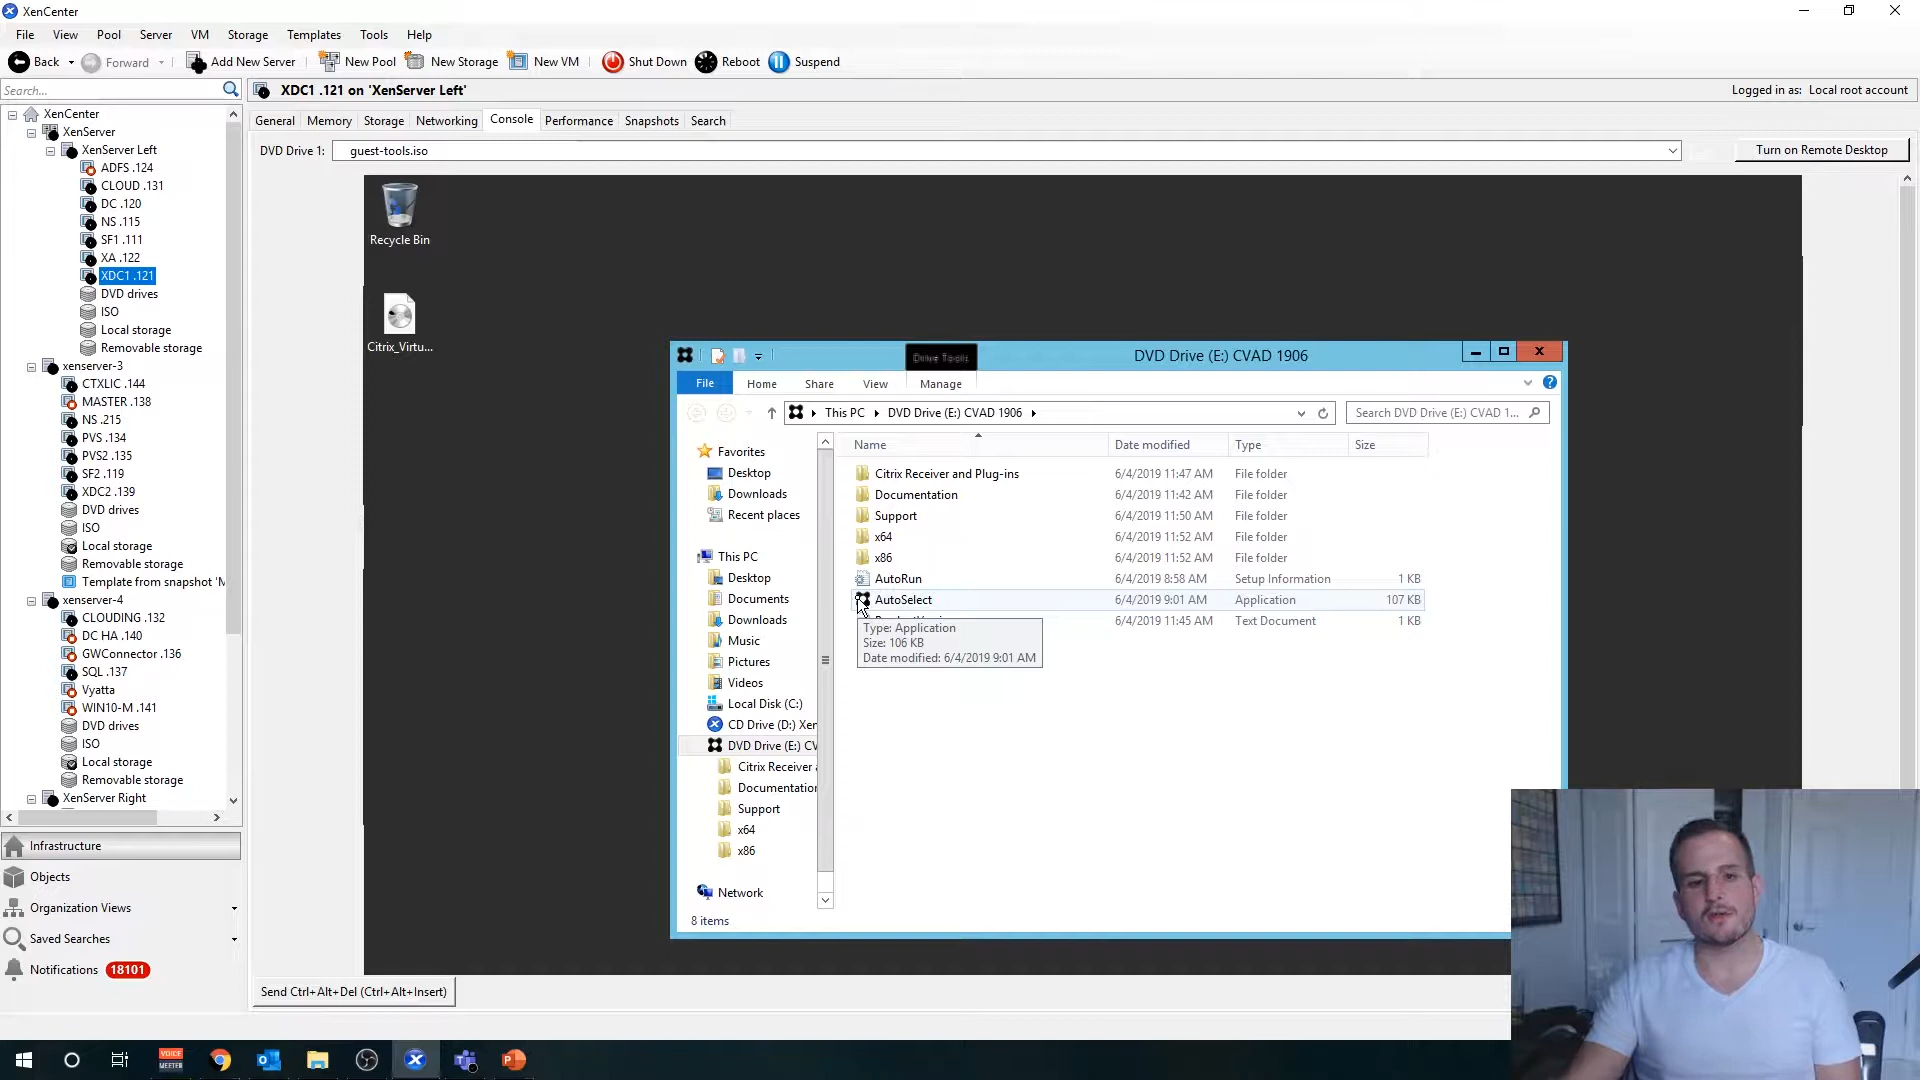 XenCenter
File View Pool Server VM Storage Templates Tools Help
Back Forward Add New Server New Pool New Storage New VM Shut Down Reboot Suspend
Search...
XDC1 .121 on 'XenServer Left'
Logged in as: Local root account
General Memory Storage Networking Console Performance Snapshots Search
DVD Drive 1: guest-tools.iso
Turn on Remote Desktop
XenCenter
XenServer
XenServer Left
ADFS .124
CLOUD .131
DC .120
NS .115
SF1 .111
XA .122
XDC1 .121
DVD drives
ISO
Local storage
Removable storage
xenserver-3
CTXLIC .144
MASTER .138
NS .215
PVS .134
PVS2 .135
SF2 .119
XDC2 .139
DVD drives
ISO
Local storage
Removable storage
Template from snapshot 'M
xenserver-4
CLOUDING .132
DC HA .140
GWConnector .136
SQL .137
Vyatta
WIN10-M .141
DVD drives
ISO
Local storage
Removable storage
XenServer Right
Infrastructure
Objects
Organization Views
Saved Searches
Notifications 18101
Recycle Bin
Citrix_Virtu...
Drive Tools
DVD Drive (E:) CVAD 1906
File Home Share View Manage
This PC DVD Drive (E:) CVAD 1906
Search DVD Drive (E:) CVAD 1...
Favorites
Desktop
Downloads
Recent places
This PC
Desktop
Documents
Downloads
Music
Pictures
Videos
Local Disk (C:)
CD Drive (D:) Xen
DVD Drive (E:) CV
Citrix Receiver a
Documentation
Support
x64
x86
Network
Name Date modified Type Size
Citrix Receiver and Plug-ins 6/4/2019 11:47 AM File folder
Documentation 6/4/2019 11:42 AM File folder
Support 6/4/2019 11:50 AM File folder
x64 6/4/2019 11:52 AM File folder
x86 6/4/2019 11:52 AM File folder
AutoRun 6/4/2019 8:58 AM Setup Information 1 KB
AutoSelect 6/4/2019 9:01 AM Application 107 KB
6/4/2019 11:45 AM Text Document 1 KB
Type: Application
Size: 106 KB
Date modified: 6/4/2019 9:01 AM
8 items
Send Ctrl+Alt+Del (Ctrl+Alt+Insert)
VOICE
MEETER